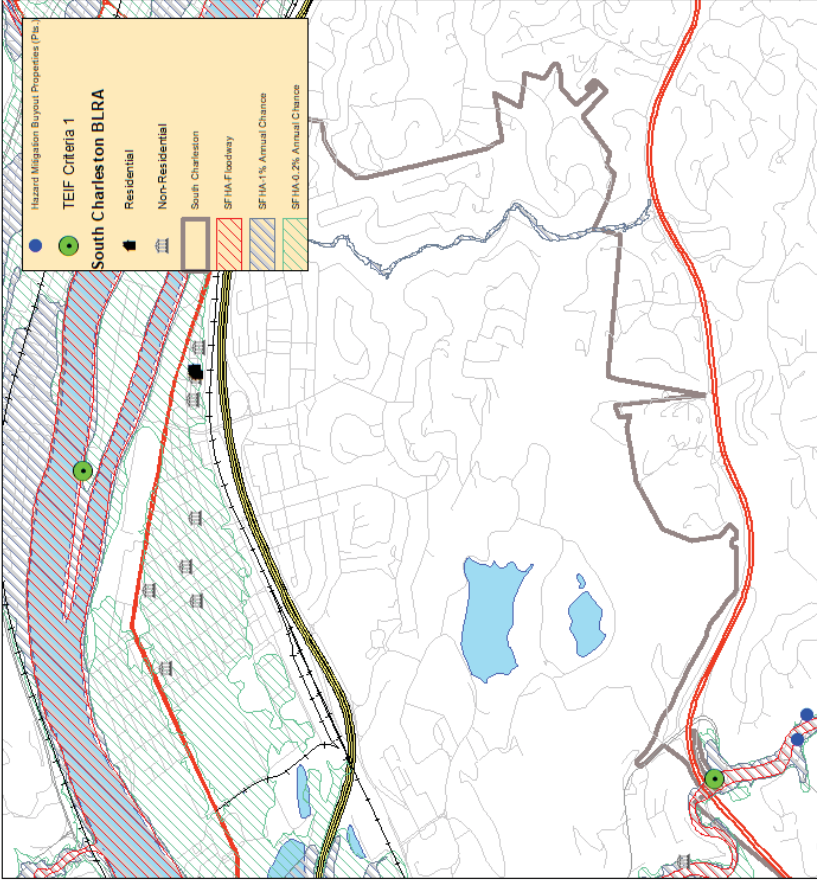 Hazard Mitigation Buyout Properties (Pts.)
TEIF Criteria 1
South Charleston BLRA
Residential
Non-Residential
South Charleston
SFHA-Floodway
SFHA-1% Annual Chance
SFHA-0.2% Annual Chance